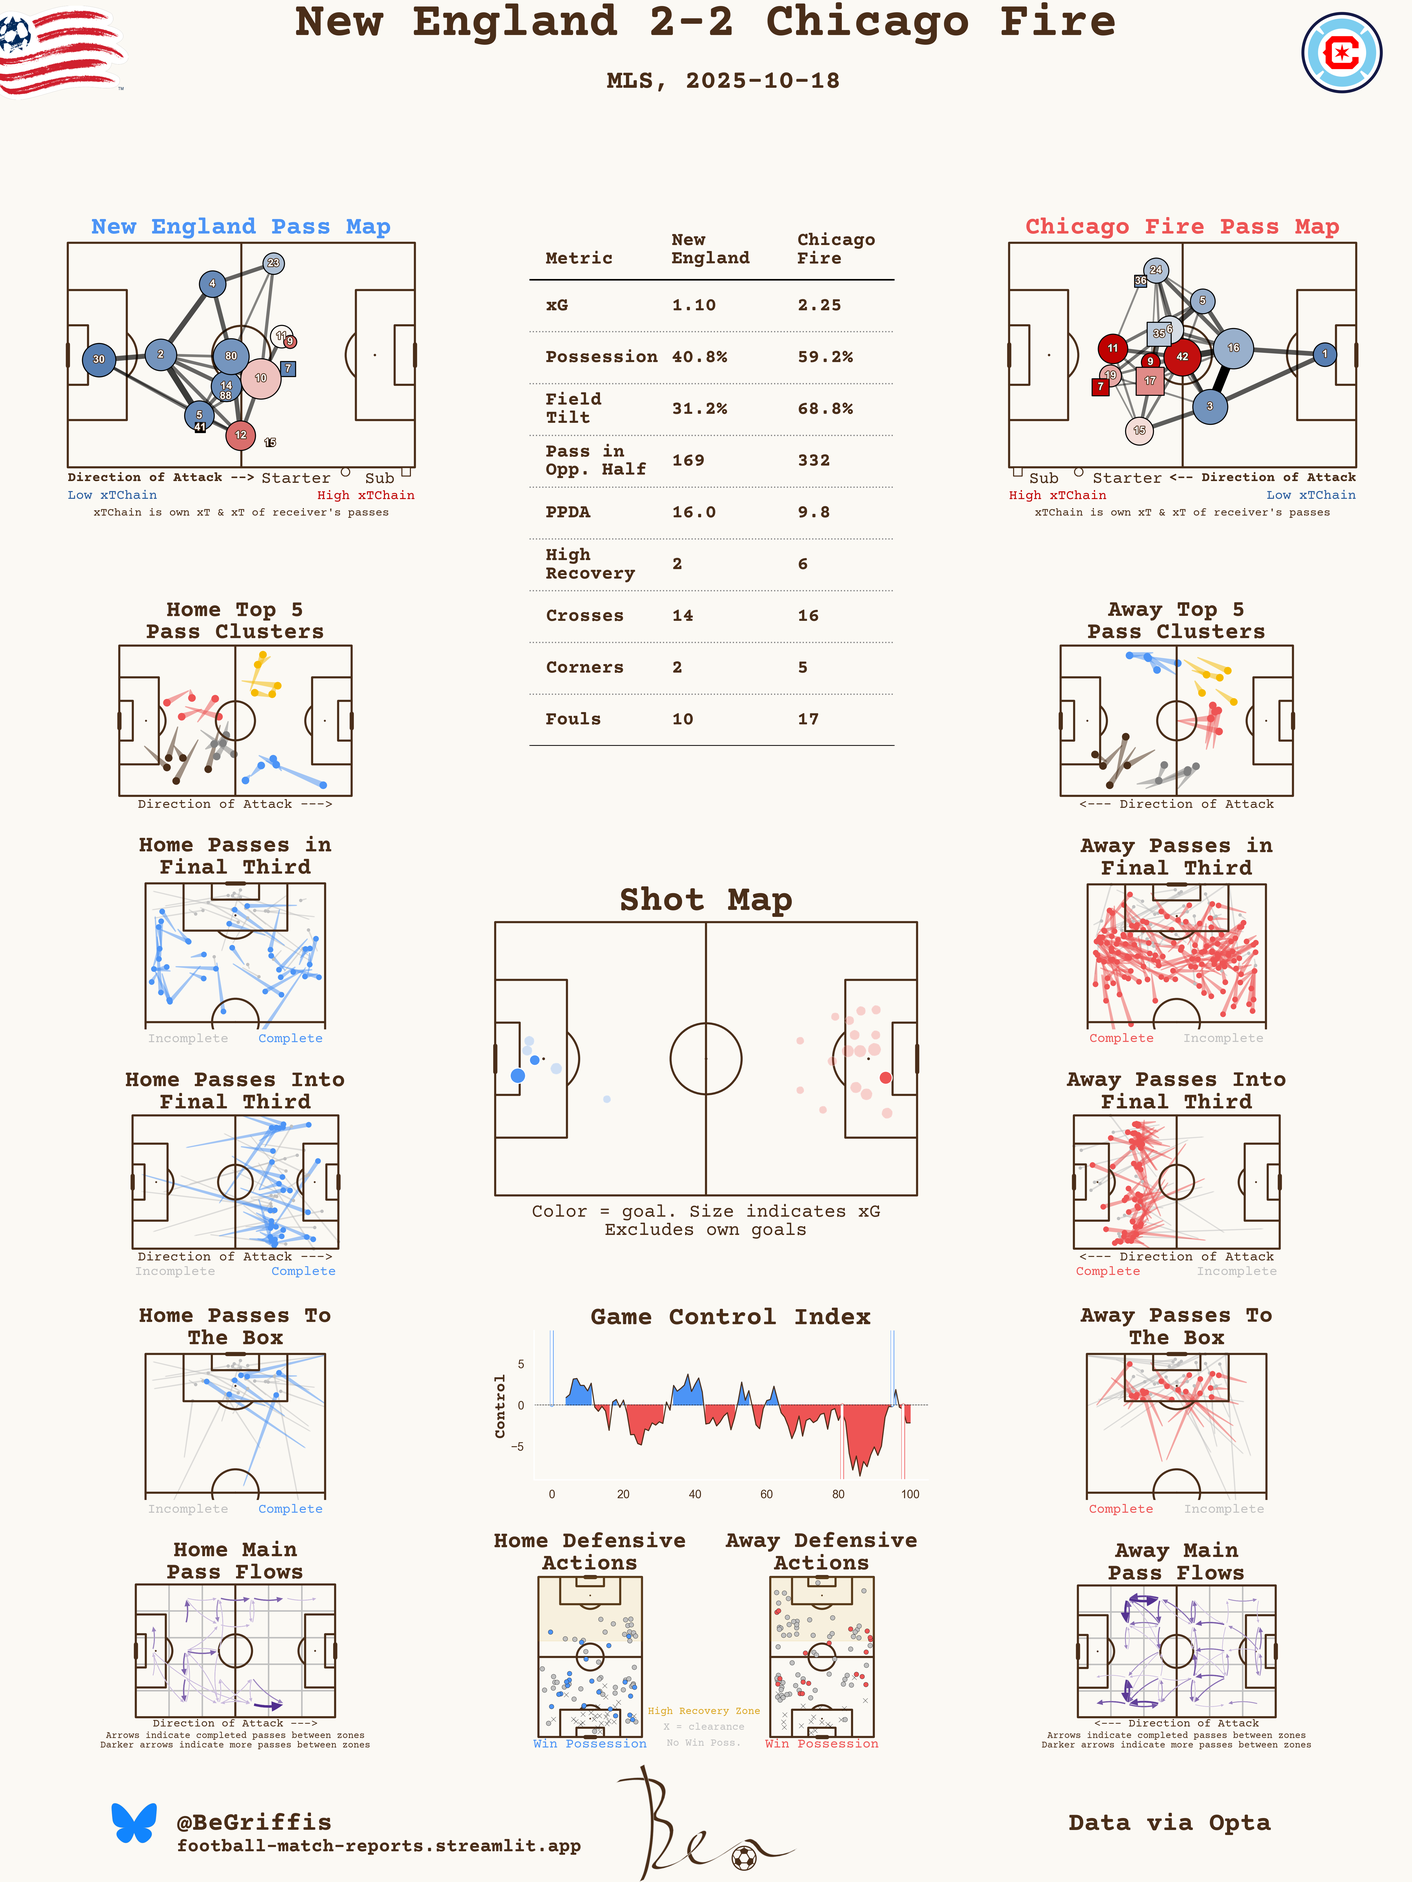 New England 2-2 Chicago Fire
MLS, 2025-10-18
TM
New England Pass Map
23
4
11
9
30
2
80
7
10
14
88
5
41
12
15
Direction of Attack --> Starter Sub
Low xTChain High xTChain
xTChain is own xT & xT of receiver's passes
Metric New England Chicago Fire
xG 1.10 2.25
Possession 40.8% 59.2%
Field Tilt 31.2% 68.8%
Pass in Opp. Half 169 332
PPDA 16.0 9.8
High Recovery 2 6
Crosses 14 16
Corners 2 5
Fouls 10 17
Chicago Fire Pass Map
24
36
5
6
35
11
16
42
1
9
19
17
7
3
15
Sub Starter <-- Direction of Attack
High xTChain Low xTChain
xTChain is own xT & xT of receiver's passes
Home Top 5
Pass Clusters
Direction of Attack --->
Away Top 5
Pass Clusters
<--- Direction of Attack
Home Passes in
Final Third
Incomplete Complete
Away Passes in
Final Third
Complete Incomplete
Shot Map
Color = goal. Size indicates xG
Excludes own goals
Home Passes Into
Final Third
Direction of Attack --->
Incomplete Complete
Away Passes Into
Final Third
<--- Direction of Attack
Complete Incomplete
Home Passes To
The Box
Incomplete Complete
Game Control Index
Control
5
0
−5
0 20 40 60 80 100
Away Passes To
The Box
Complete Incomplete
Home Main
Pass Flows
Direction of Attack --->
Arrows indicate completed passes between zones
Darker arrows indicate more passes between zones
Home Defensive
Actions
Win Possession
High Recovery Zone
X = clearance
No Win Poss.
Away Defensive
Actions
Win Possession
Away Main
Pass Flows
<--- Direction of Attack
Arrows indicate completed passes between zones
Darker arrows indicate more passes between zones
@BeGriffis
football-match-reports.streamlit.app
Ben
Data via Opta